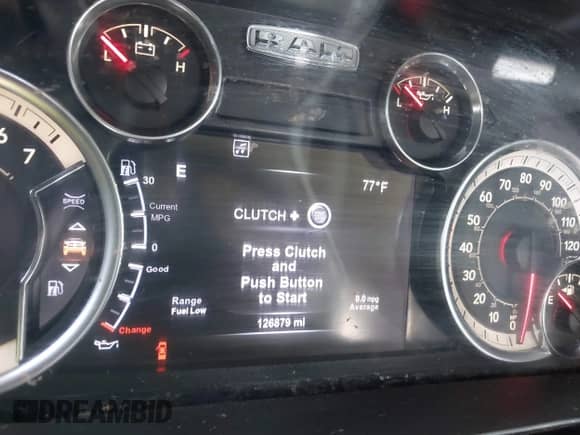 RAM
L H
L H
6
7
SPEED
30
Current
MPG
0
Good
Change
E
77°F
CLUTCH +
Press Clutch
and
Push Button
to Start
Range
Fuel Low
0.0 mpg
Average
126879 mi
0
10
20
30
40
50
60
70
80
90
100
110
120
E
DREAMBID